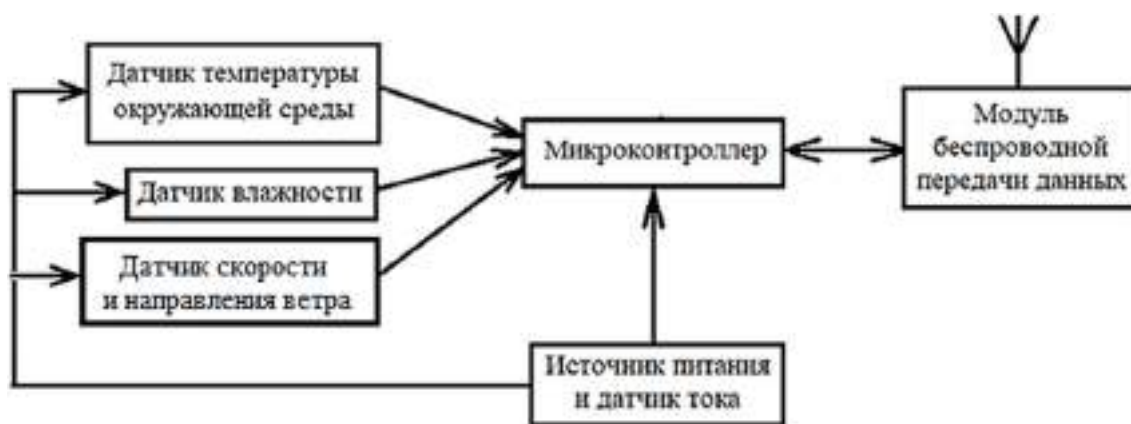 Датчик температуры
окружающей среды
Датчик влажности
Датчик скорости
и направления ветра
Микроконтроллер
Модуль
беспроводной
передачи данных
Источник питания
и датчик тока